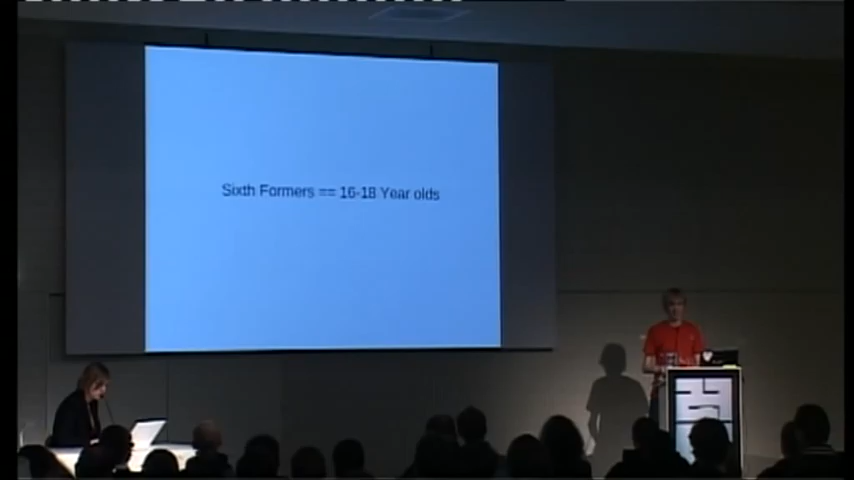 Sixth Formers == 16-18 Year olds